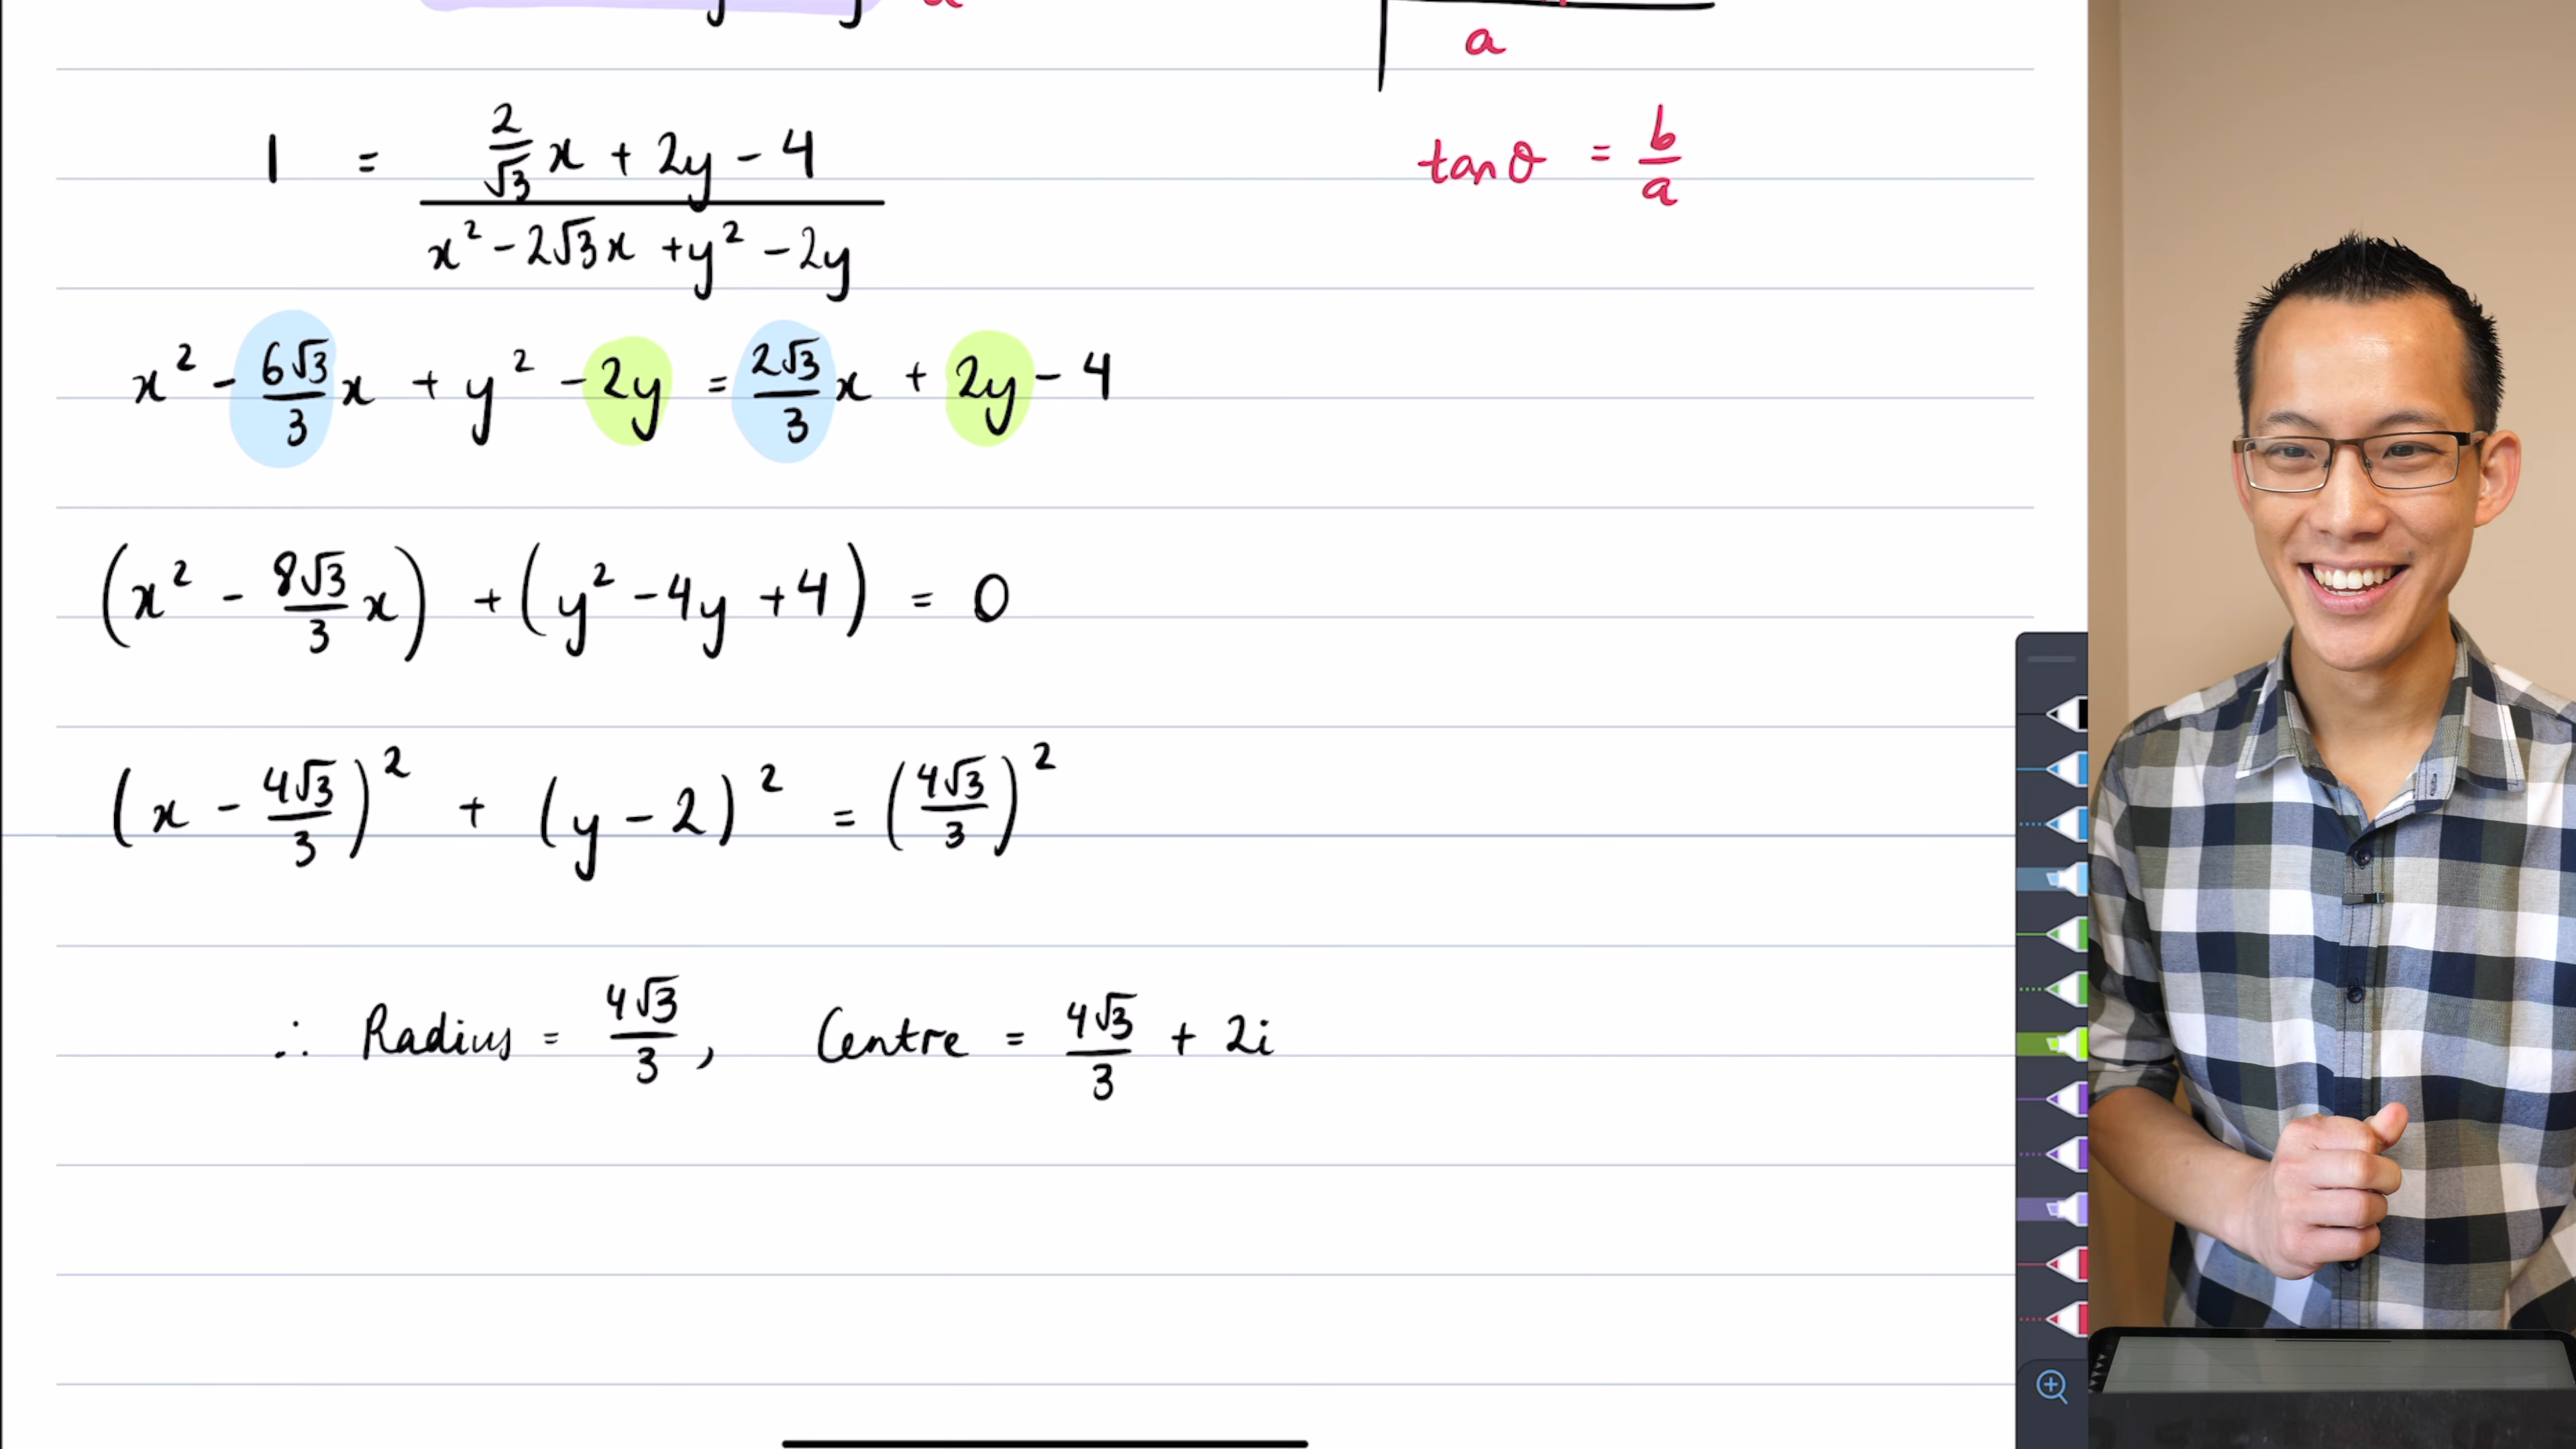 a
1 = (2/√3 x + 2y - 4)/(x² - 2√3x + y² - 2y)
tanθ = b/a
x² - 6√3/3 x + y² - 2y = 2√3/3 x + 2y - 4
(x² - 8√3/3 x) + (y² - 4y + 4) = 0
(x - 4√3/3)² + (y - 2)² = (4√3/3)²
∴ Radius = 4√3/3, Centre = 4√3/3 + 2i